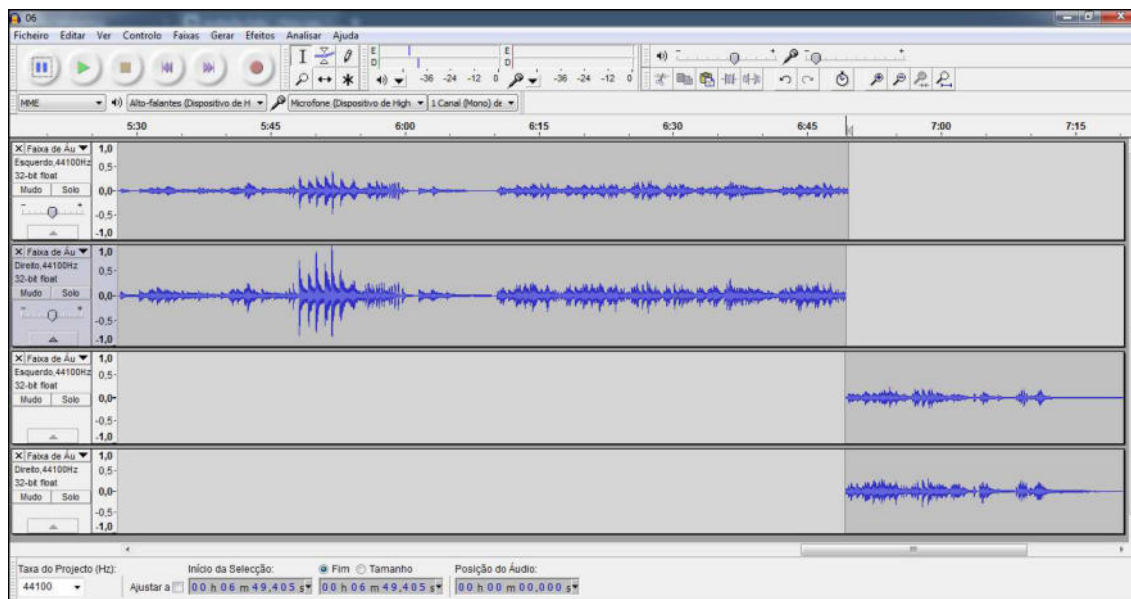 06
Ficheiro Editar Ver Controlo Faixas Gerar Efeitos Analisar Ajuda
E E
D D
-36 -24 -12 0 -36 -24 -12 0
MME Alto-falantes (Dispositivo de H Microfone (Dispositivo de High 1 Canal (Mono) de
5:30 5:45 6:00 6:15 6:30 6:45 7:00 7:15
X Faixa de Áu 1,0
Esquerdo,44100Hz 0,5-
32-bit float
Mudo Solo 0,0-
- +
-0,5-
-1,0
X Faixa de Áu 1,0
Direito,44100Hz 0,5-
32-bit float
Mudo Solo 0,0-
- +
-0,5-
-1,0
X Faixa de Áu 1,0
Esquerdo,44100Hz 0,5-
32-bit float
Mudo Solo 0,0-
-0,5-
-1,0
X Faixa de Áu 1,0
Direito,44100Hz 0,5-
32-bit float
Mudo Solo 0,0-
-0,5-
-1,0
Taxa do Projecto (Hz): Início da Selecção: Fim Tamanho Posição do Áudio:
44100 Ajustar a 00 h 06 m 49,405 s 00 h 06 m 49,405 s 00 h 00 m 00,000 s